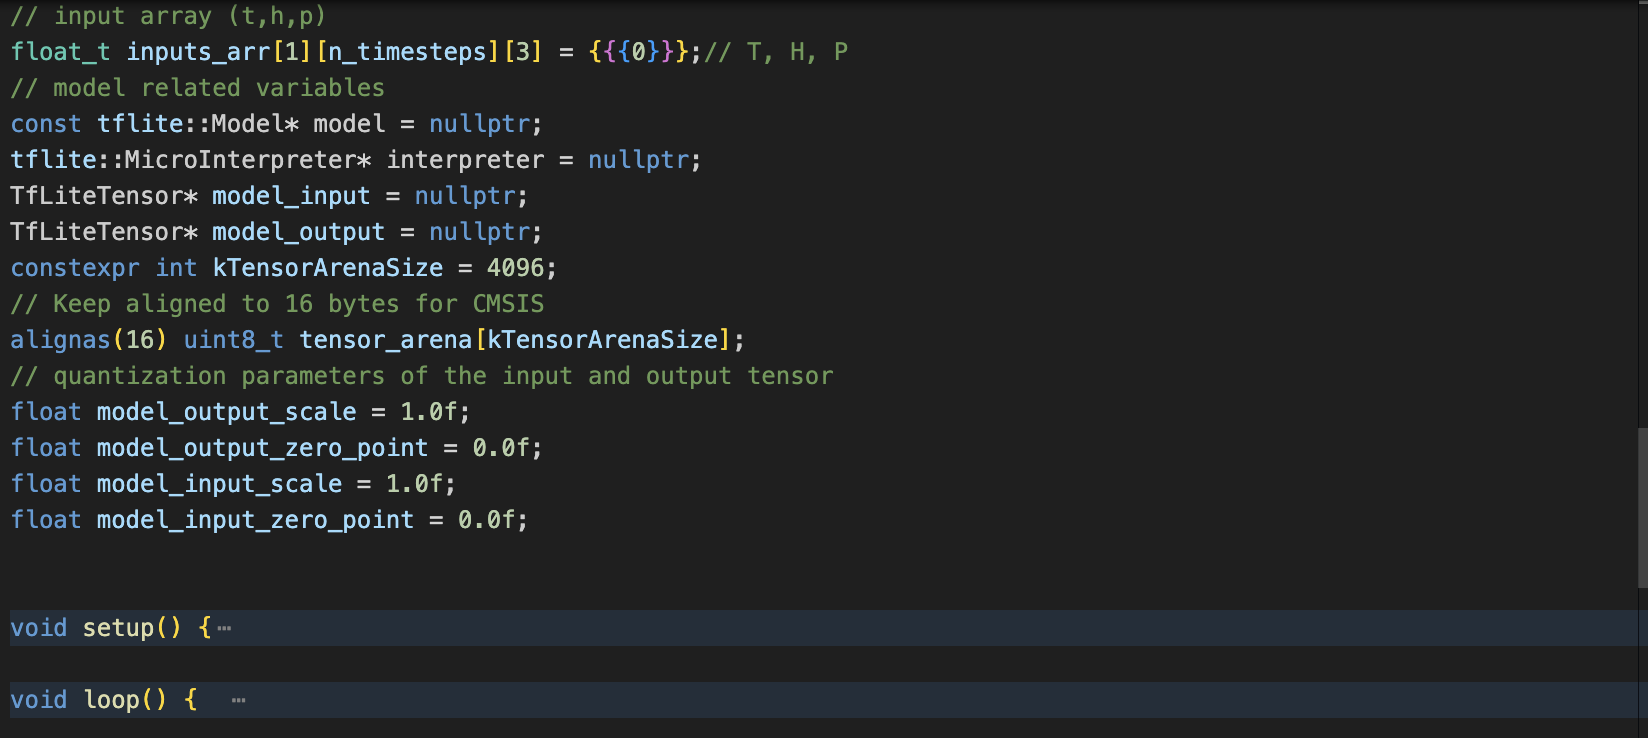 // input array (t,h,p)
float_t inputs_arr[1][n_timesteps][3] = {{{0}}};// T, H, P
// model related variables
const tflite::Model* model = nullptr;
tflite::MicroInterpreter* interpreter = nullptr;
TfLiteTensor* model_input = nullptr;
TfLiteTensor* model_output = nullptr;
constexpr int kTensorArenaSize = 4096;
// Keep aligned to 16 bytes for CMSIS
alignas(16) uint8_t tensor_arena[kTensorArenaSize];
// quantization parameters of the input and output tensor
float model_output_scale = 1.0f;
float model_output_zero_point = 0.0f;
float model_input_scale = 1.0f;
float model_input_zero_point = 0.0f;
void setup() {⋯
void loop() { ⋯